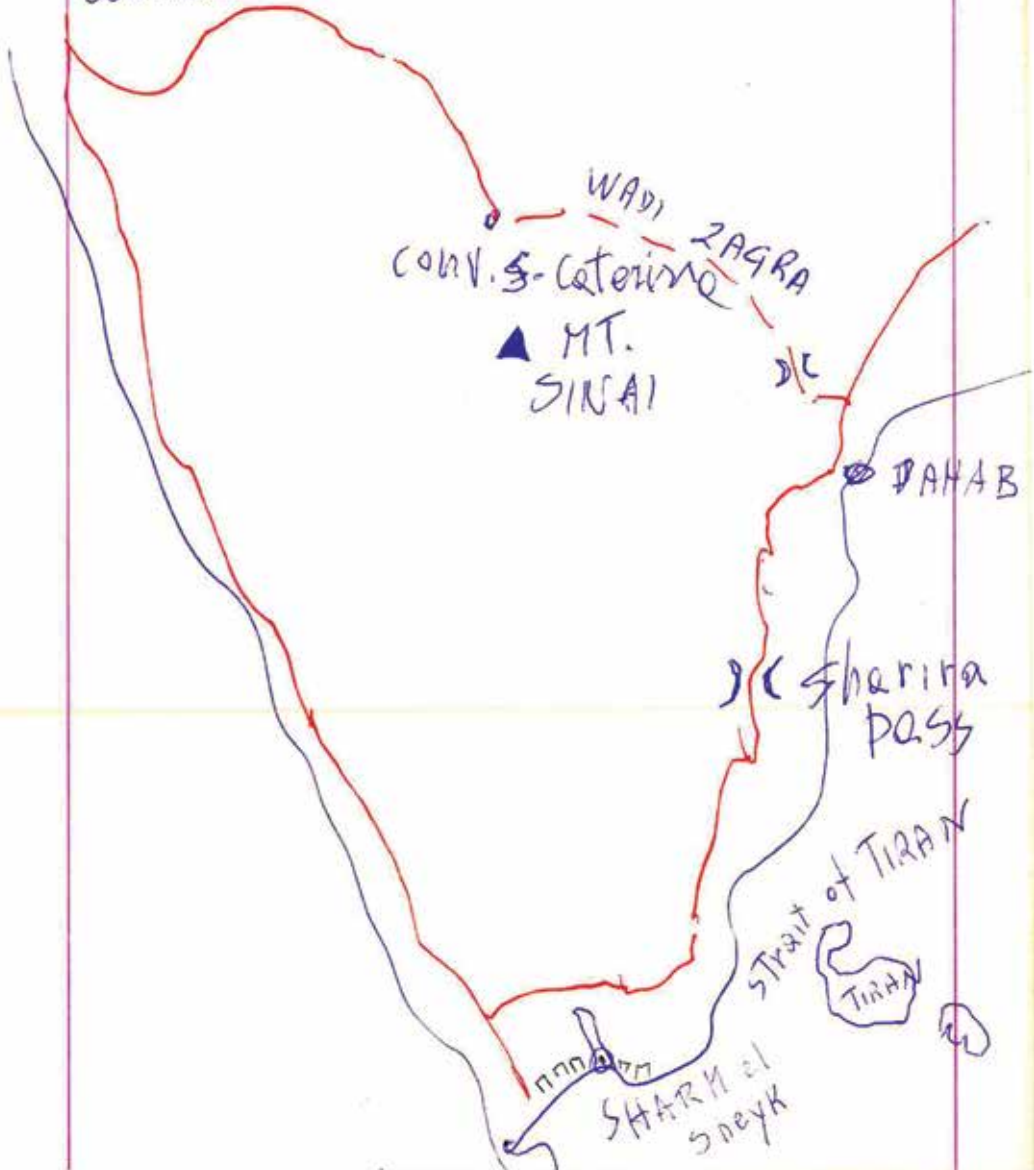 WADI ZAGRA
CONV. S. Caterina
MT.
SINAI
DAHAB
Sharira
pass
Strait of TIRAN
TIRAN
SHARM el
Sheyk